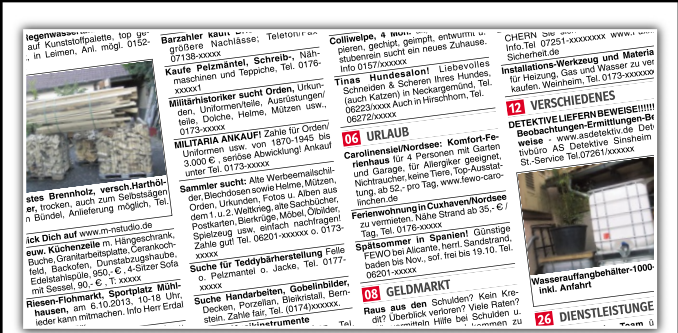 auf Kunststoffpalette, top ge-
., in Leimen, Anl. mögl. 0152-
stes Brennholz, versch.Harthöl-
er, trocken, auch zum Selbstsägen
n Bündel, Anlieferung möglich, Tel.
ick Dich auf www.m-nstudio.de
euw. Küchenzeile m. Hängeschrank,
Buche, Granitarbeitsplatte, Cerankoch-
feld, Backofen, Dunstabzugshaube,
Edelstahlspüle, 950,- €, 4-Sitzer Sofa
mit Sessel, 90,- €, T: xxxxx
Riesen-Flohmarkt, Sportplatz Mühl-
hausen, am 6.10.2013, 10-18 Uhr,
ieder kann mitmachen. Info Herr Erdal
Barzahler kauft
größere Nachlässe; Telefon/Fax
07138-xxxxx
Kaufe Pelzmäntel, Schreib-, Näh-
maschinen und Teppiche, Tel. 0176-
xxxxx1
Militärhistoriker sucht Orden, Urkun-
den, Uniformen/teile, Ausrüstungen/
teile, Dolche, Helme, Mützen usw.,
0173-xxxxx
MILITARIA ANKAUF! Zahle für Orden/
Uniformen usw. von 1870-1945 bis
3.000 € , seriöse Abwicklung! Ankauf
unter Tel. 0173-xxxxx
Sammler sucht: Alte Werbeemailschil-
der, Blechdosen sowie Helme, Mützen,
Orden, Urkunden, Fotos u. Alben aus
dem 1. u. 2. Weltkrieg, alte Sachbücher,
Postkarten, Bierkrüge, Möbel, Ölbilder,
Spielzeug usw, einfach nachfragen!
Zahle gut! Tel. 06201-xxxxxx o. 0173-
xxxxx
Suche für Teddybärherstellung Felle
o. Pelzmantel o. Jacke, Tel. 0177-
xxxxx
Suche Handarbeiten, Gobelinbilder,
Decken, Porzellan, Bleikristall, Bern-
stein. Zahle fair, Tel. (0174)xxxxxx.
Colliwelpe, 4 Mon.
pieren, gechipt, geimpft, entwurmt u.
stubenrein sucht ein neues Zuhause.
Info 0157/xxxxxx
Tinas Hundesalon! Liebevolles
Schneiden & Scheren Ihres Hundes,
(auch Katzen) in Neckargemünd, Tel.
06223/xxxx Auch in Hirschhorn, Tel.
06272/xxxxx
06 URLAUB
Carolinensiel/Nordsee: Komfort-Fe-
rienhaus für 4 Personen mit Garten
und Garage, für Allergiker geeignet,
Nichtraucher, keine Tiere, Top-Ausstat-
tung. ab 52,- pro Tag. www.fewo-caro-
linchen.de
Ferienwohnung in Cuxhaven/Nordsee
zu vermieten. Nähe Strand ab 35,- € /
Tag, Tel. 0176-xxxxx
Spätsommer in Spanien! Günstige
FEWO bei Alicante, herrl. Sandstrand,
baden bis Nov., sof. frei bis 19.10. Tel.
06201-xxxxx
08 GELDMARKT
Raus aus den Schulden? Kein Kre-
dit? Überblick verloren? Viele Raten?
Hilfe bei Schulden u.
Info.Tel 07251-xxxxxxxx
Sicherheit.de
Installations-Werkzeug und Materia
für Heizung, Gas und Wasser zu ver
kaufen. Weinheim, Tel. 0173-xxxxxxx
12 VERSCHIEDENES
DETEKTIVE LIEFERN BEWEISE!!!!!!
Beobachtungen-Ermittlungen-Be
weise - www.asdetektiv.de Det
tivbüro AS Detektive Sinsheim
St.-Service Tel.07261/xxxxxx
Wasserauffangbehälter-1000-
inkl. Anfahrt
26 DIENSTLEISTUNGE